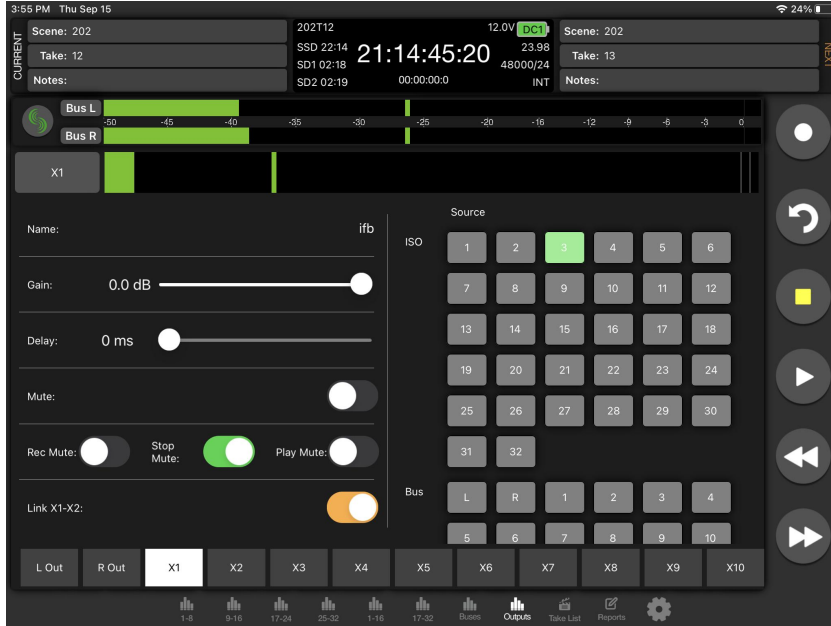 3:55 PM Thu Sep 15
24%
CURRENT
Scene: 202
Take: 12
Notes:
202T12
12.0V DC1
SSD 22:14
SD1 02:18
SD2 02:19
21:14:45:20
00:00:00:0
23.98
48000/24
INT
Scene: 202
Take: 13
Notes:
NEXT
Bus L
Bus R
-50 -45 -40 -35 -30 -25 -20 -16 -12 -9 -6 -3 0
X1
Name: ifb
Gain: 0.0 dB
Delay: 0 ms
Mute:
Rec Mute: Stop Mute: Play Mute:
Link X1-X2:
Source
ISO
1 2 3 4 5 6
7 8 9 10 11 12
13 14 15 16 17 18
19 20 21 22 23 24
25 26 27 28 29 30
31 32
Bus
L R 1 2 3 4
5 6 7 8 9 10
L Out R Out X1 X2 X3 X4 X5 X6 X7 X8 X9 X10
1-8 9-16 17-24 25-32 1-16 17-32 Buses Outputs Take List Reports